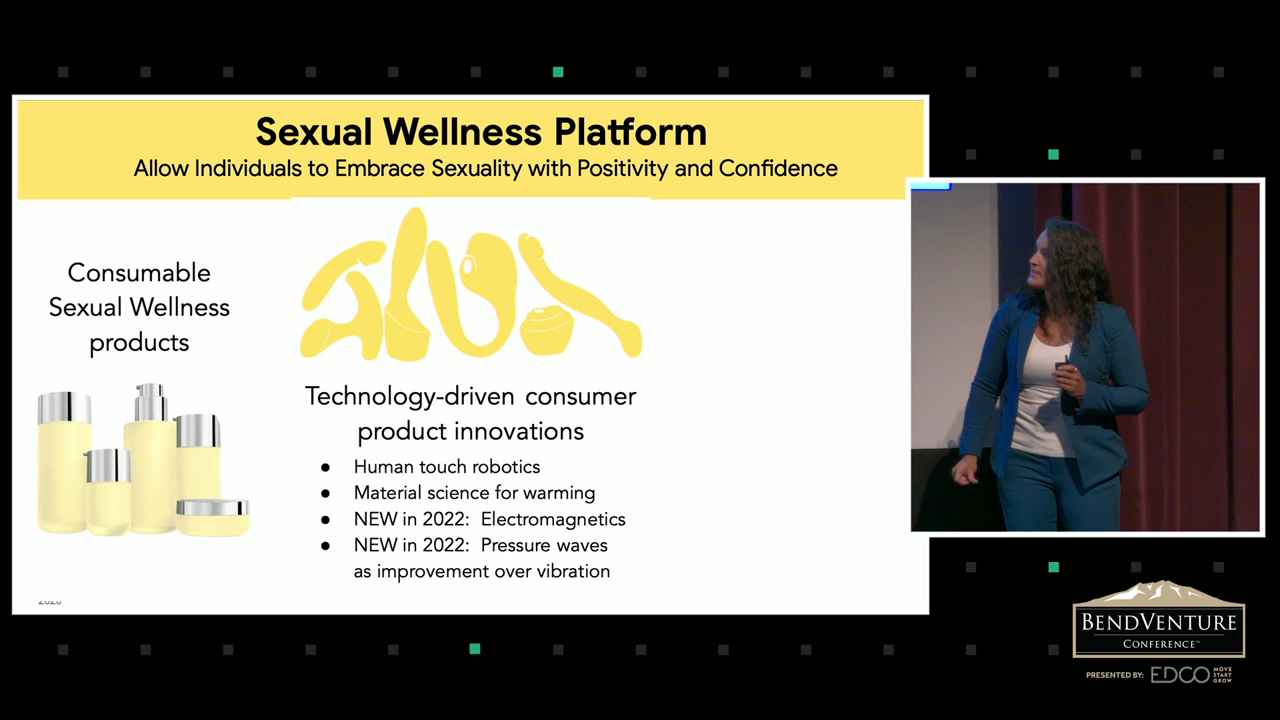 Sexual Wellness Platform
Allow Individuals to Embrace Sexuality with Positivity and Confidence
Consumable
Sexual Wellness
products
Technology-driven consumer
product innovations
● Human touch robotics
● Material science for warming
● NEW in 2022: Electromagnetics
● NEW in 2022: Pressure waves
as improvement over vibration
BENDVENTURE
CONFERENCE™
PRESENTED BY: EDCO MOVE
START
GROW